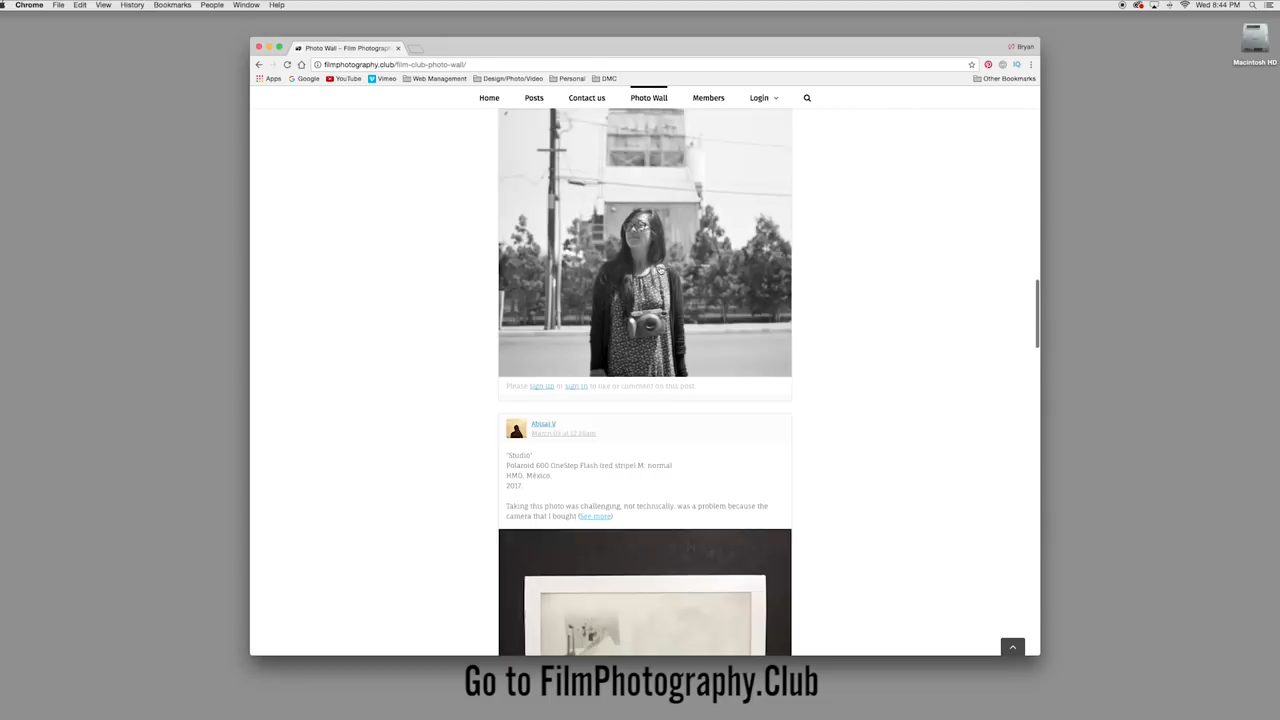 Chrome File Edit View History Bookmarks People Window Help Wed 8:44 PM
Macintosh HD
Photo Wall - Film Photograph Bryan
filmphotography.club/film-club-photo-wall/
Apps Google YouTube Vimeo Web Management Design/Photo/Video Personal DMC Other Bookmarks
Home Posts Contact us Photo Wall Members Login
Please sign up or sign in to like or comment on this post.
Abisai V
"Studio"
Polaroid 600 OneStep Flash (red stripe) M: normal
HMO, México.
2017.
Taking this photo was challenging, not technically, was a problem because the
camera that I bought (See more)
Go to FilmPhotography.Club